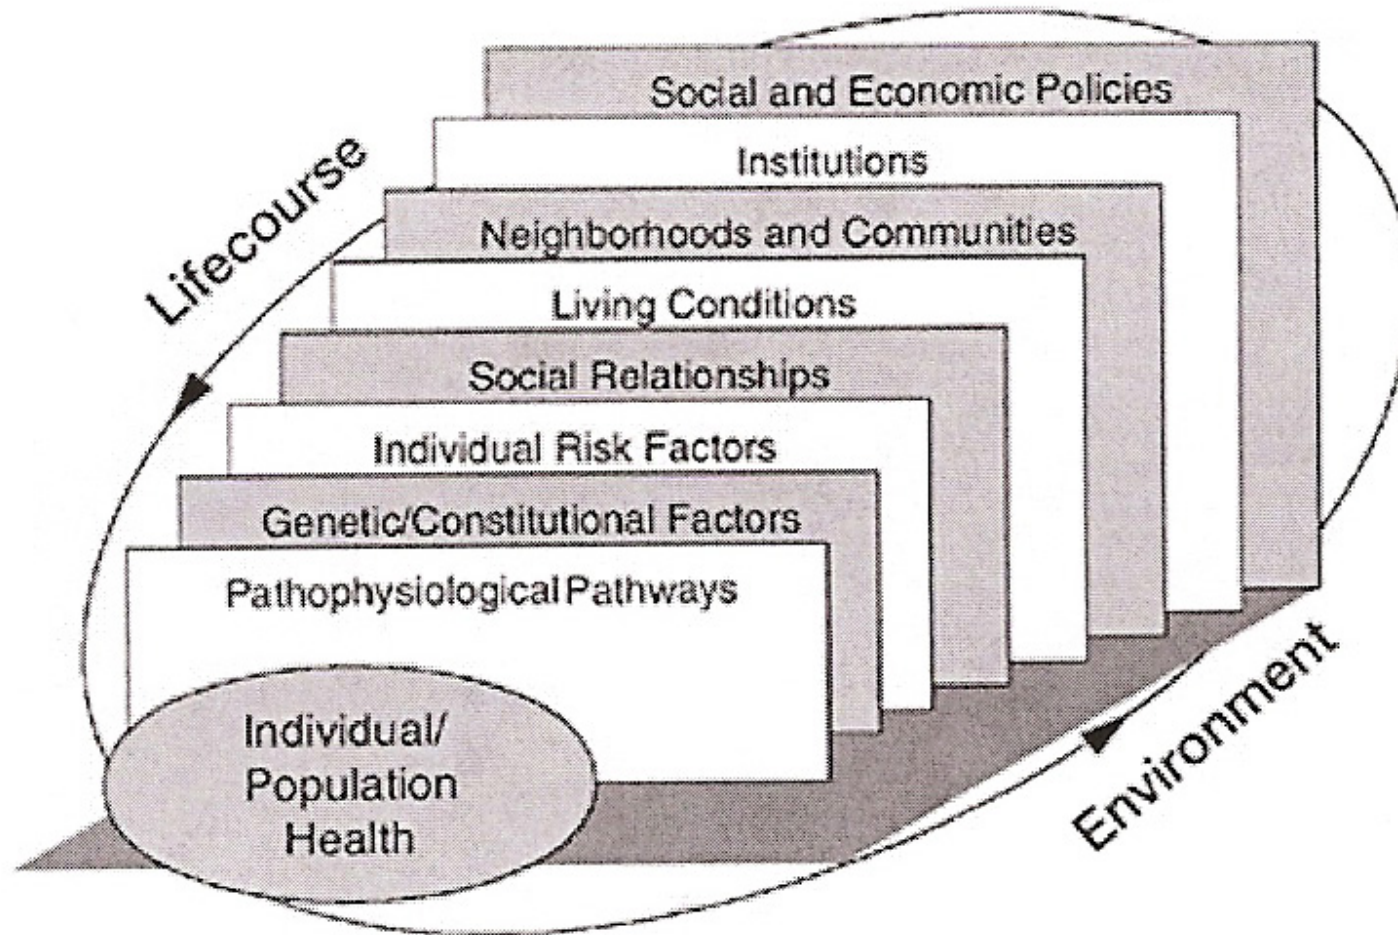 Social and Economic Policies
Institutions
Lifecourse
Neighborhoods and Communities
Living Conditions
Social Relationships
Individual Risk Factors
Genetic/Constitutional Factors
Pathophysiological Pathways
Individual/
Population
Health
Environment